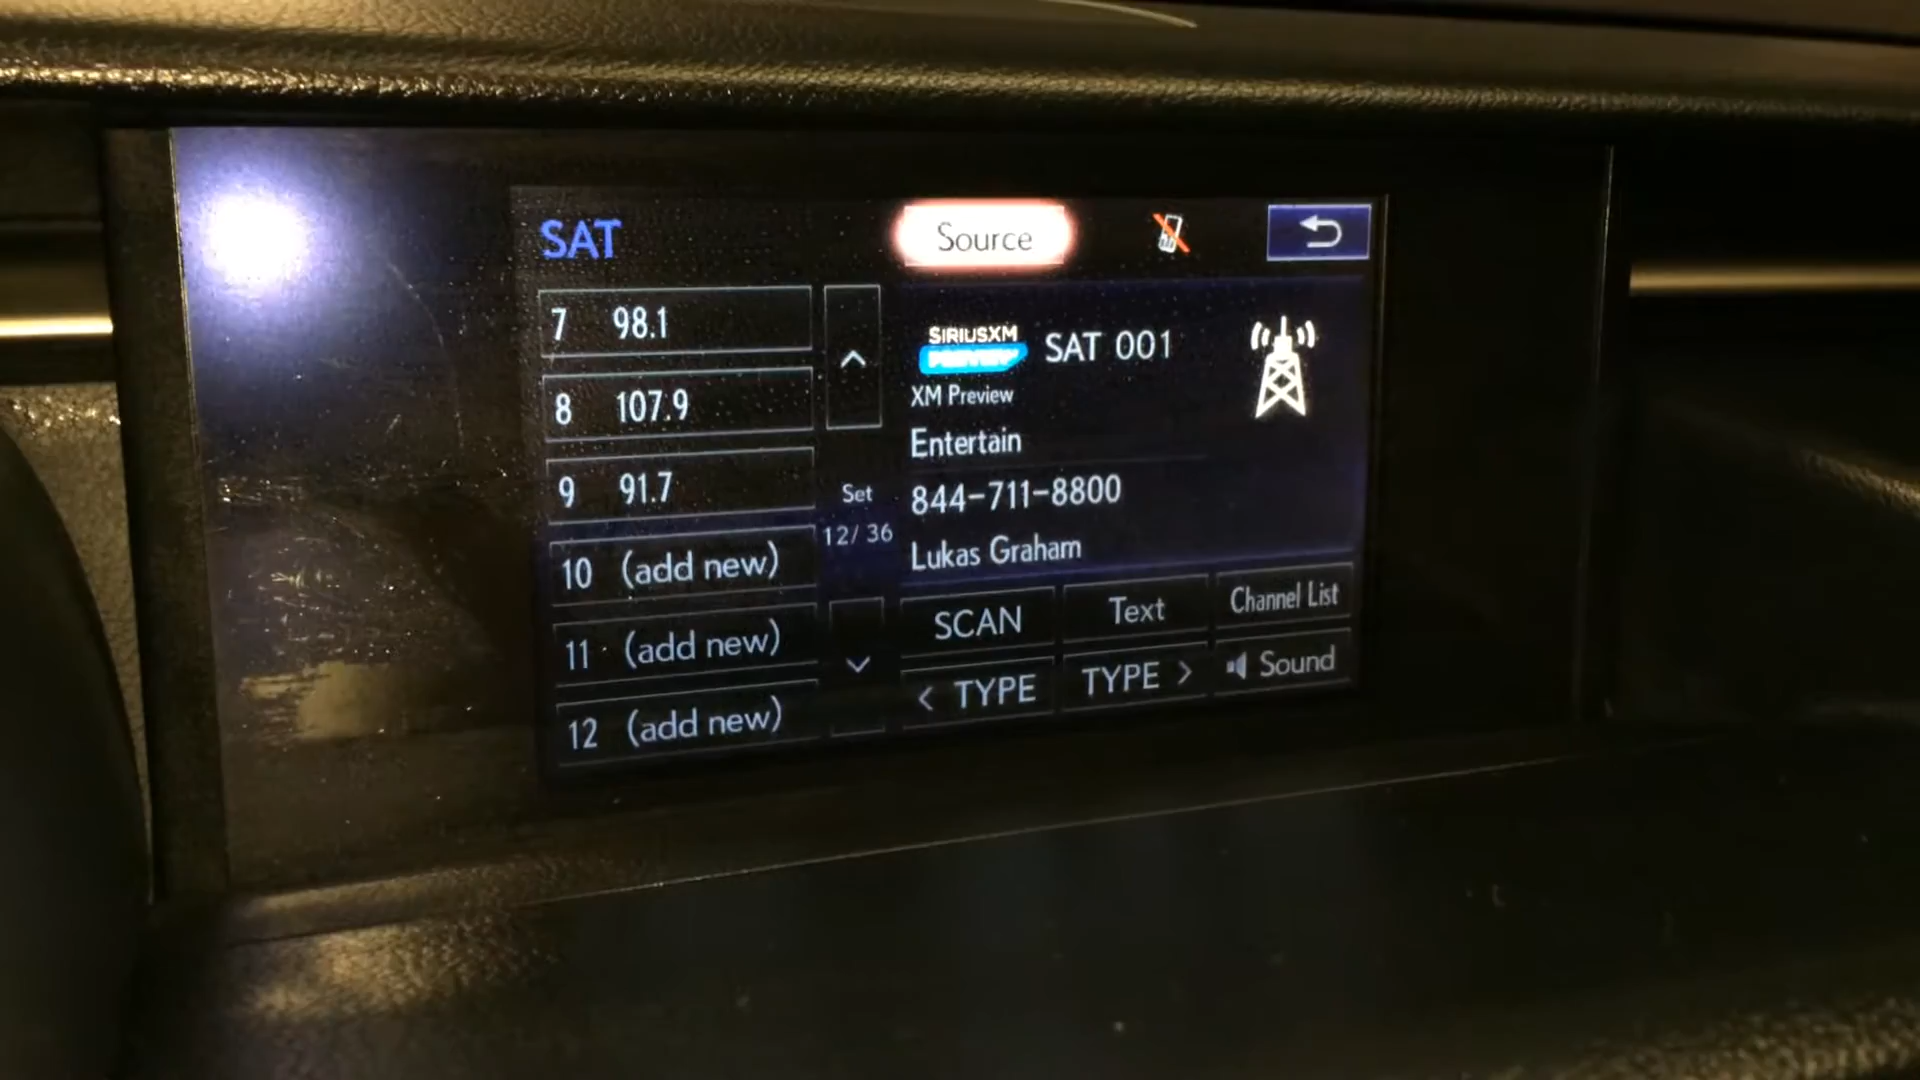 SAT
Source
7 98.1
8 107.9
9 91.7
10 (add new)
11 (add new)
12 (add new)
Set
12/36
SIRIUSXM
PREVIEW
SAT 001
XM Preview
Entertain
844-711-8800
Lukas Graham
SCAN
Text
Channel List
< TYPE
TYPE >
Sound